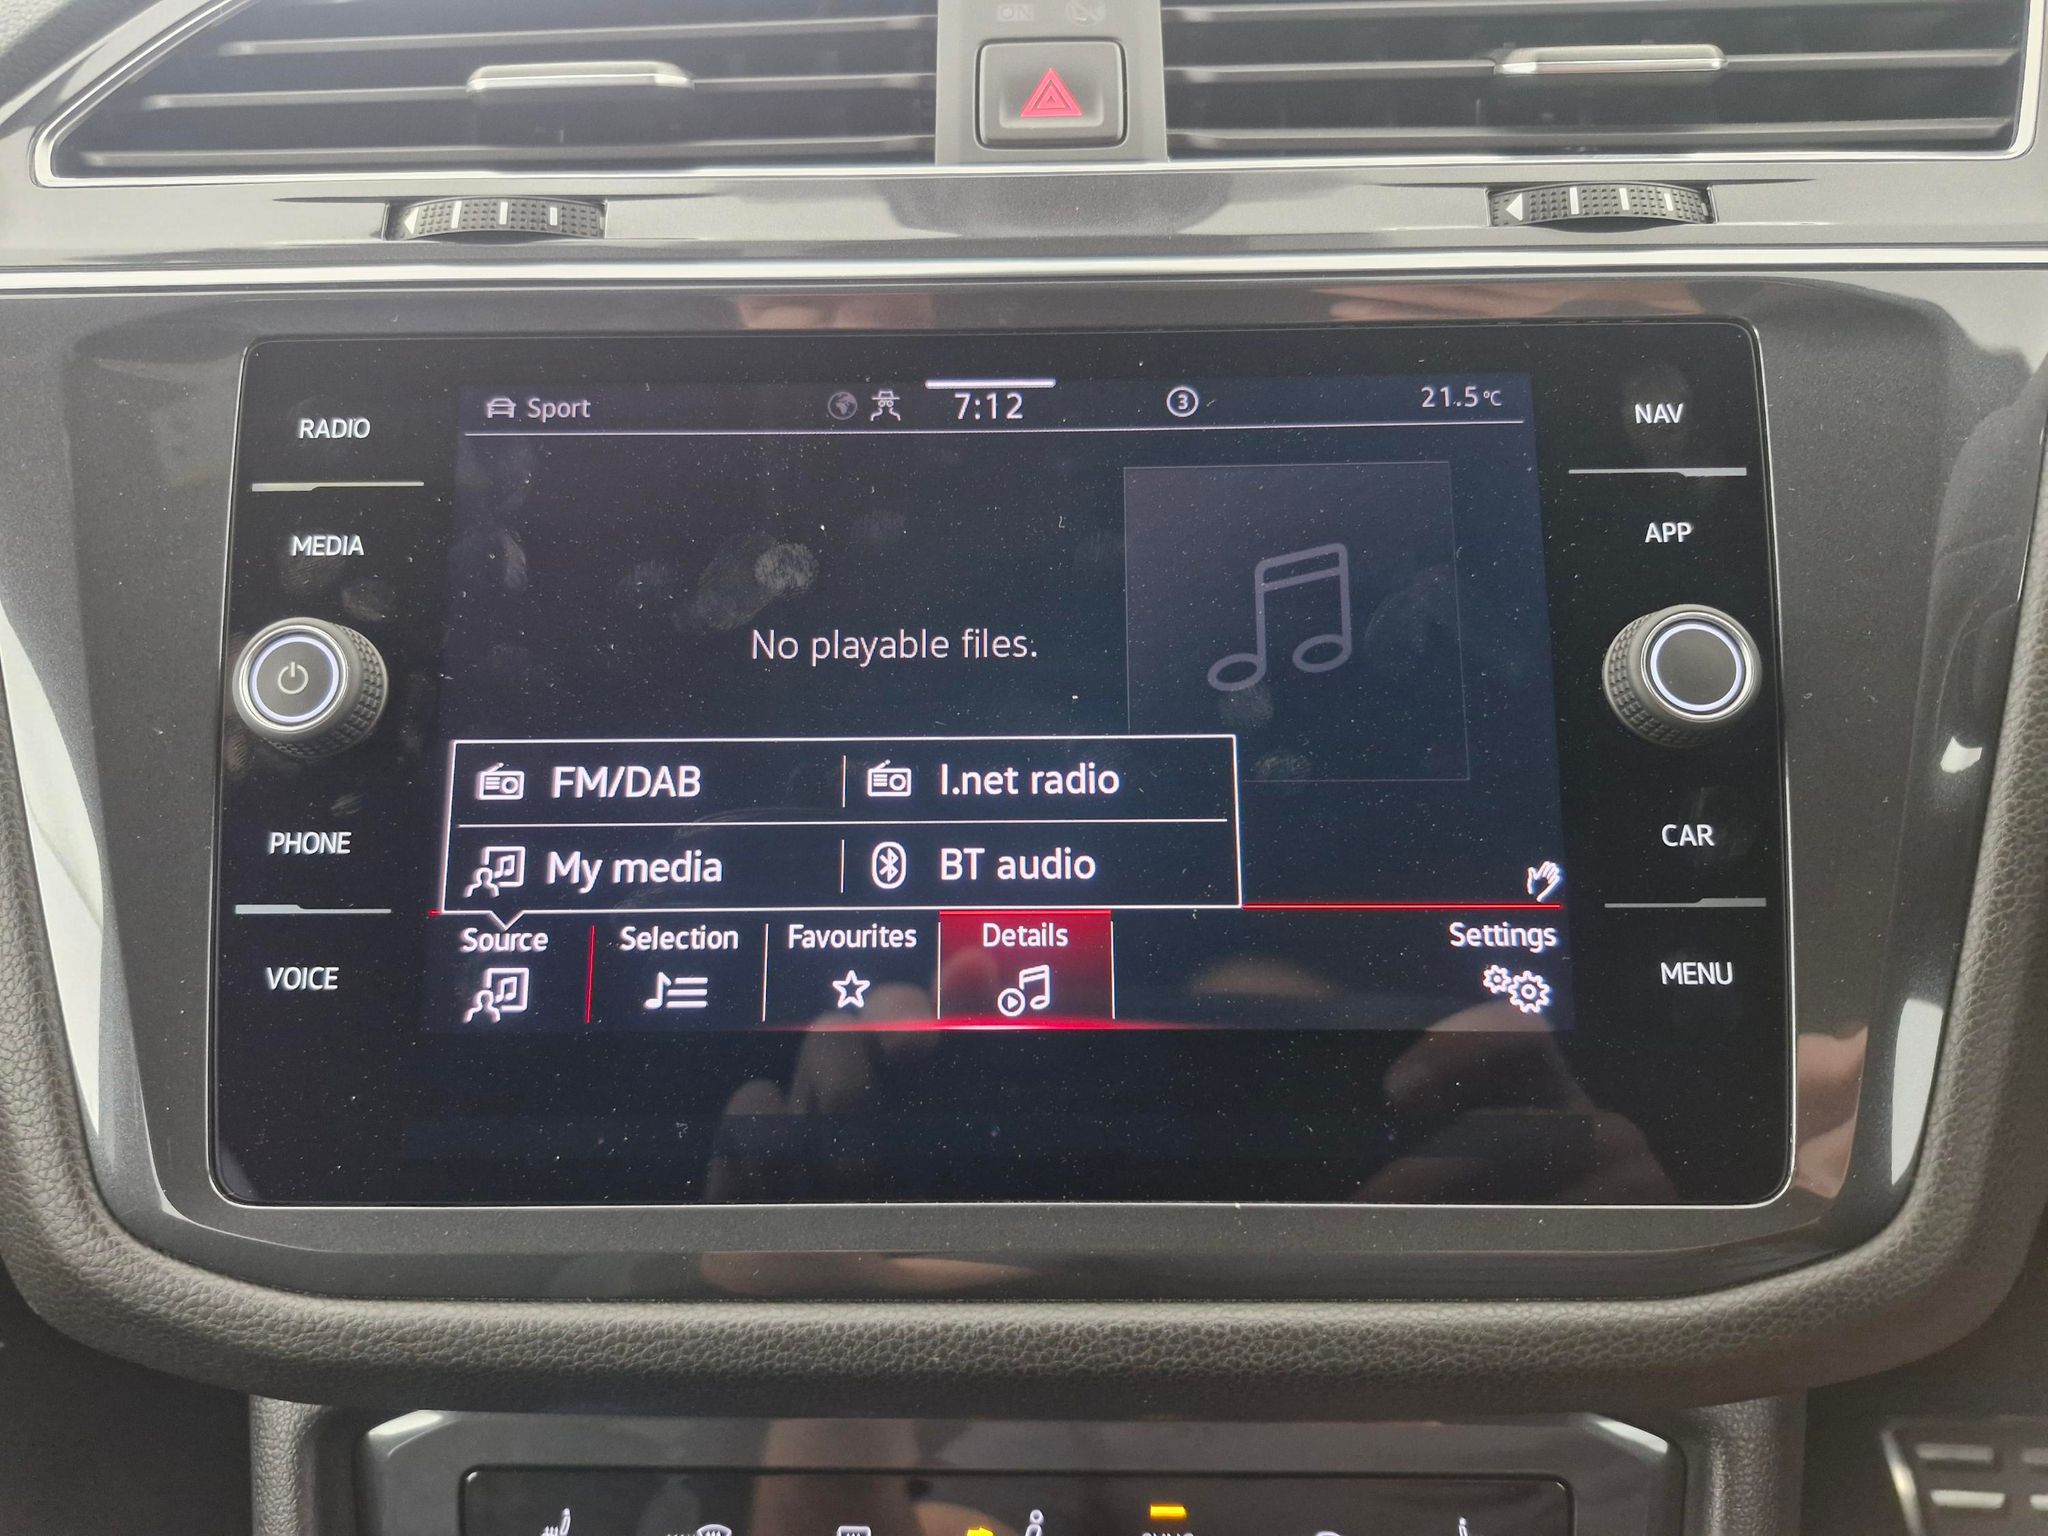 Sport
7:12
3
21.5°C
RADIO
MEDIA
PHONE
VOICE
NAV
APP
CAR
MENU
No playable files.
FM/DAB
I.net radio
My media
BT audio
Source
Selection
Favourites
Details
Settings